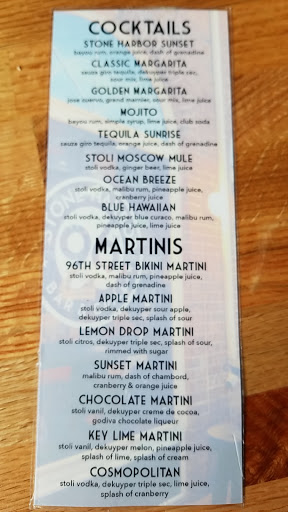 COCKTAILS
STONE HARBOR SUNSET
bayou rum, orange juice, dash of grenadine
CLASSIC MARGARITA
sauza giro tequila, dekuyper triple sec,
sour mix, lime juice
GOLDEN MARGARITA
jose cuervo, grand marnier, sour mix, lime juice
MOJITO
bayou rum, simple syrup, lime juice, club soda
TEQUILA SUNRISE
sauza giro tequila, orange juice, dash of grenadine
STOLI MOSCOW MULE
stoli vodka, ginger beer, lime juice
OCEAN BREEZE
stoli vodka, malibu rum, pineapple juice,
cranberry juice
BLUE HAWAIIAN
stoli vodka, dekuyper blue curaco, malibu rum,
pineapple juice, lime juice
MARTINIS
96TH STREET BIKINI MARTINI
stoli vodka, malibu rum, pineapple juice,
dash of grenadine
APPLE MARTINI
stoli vodka, dekuyper sour apple,
dekuyper triple sec, splash of sour
LEMON DROP MARTINI
stoli citros, dekuyper triple sec, splash of sour,
rimmed with sugar
SUNSET MARTINI
malibu rum, dash of chambord,
cranberry & orange juice
CHOCOLATE MARTINI
stoli vanil, dekuyper creme de cocoa,
godiva chocolate liqueur
KEY LIME MARTINI
stoli vanil, dekuyper melon, pineapple juice,
splash of lime, splash of cream
COSMOPOLITAN
stoli vodka, dekuyper triple sec, lime juice,
splash of cranberry